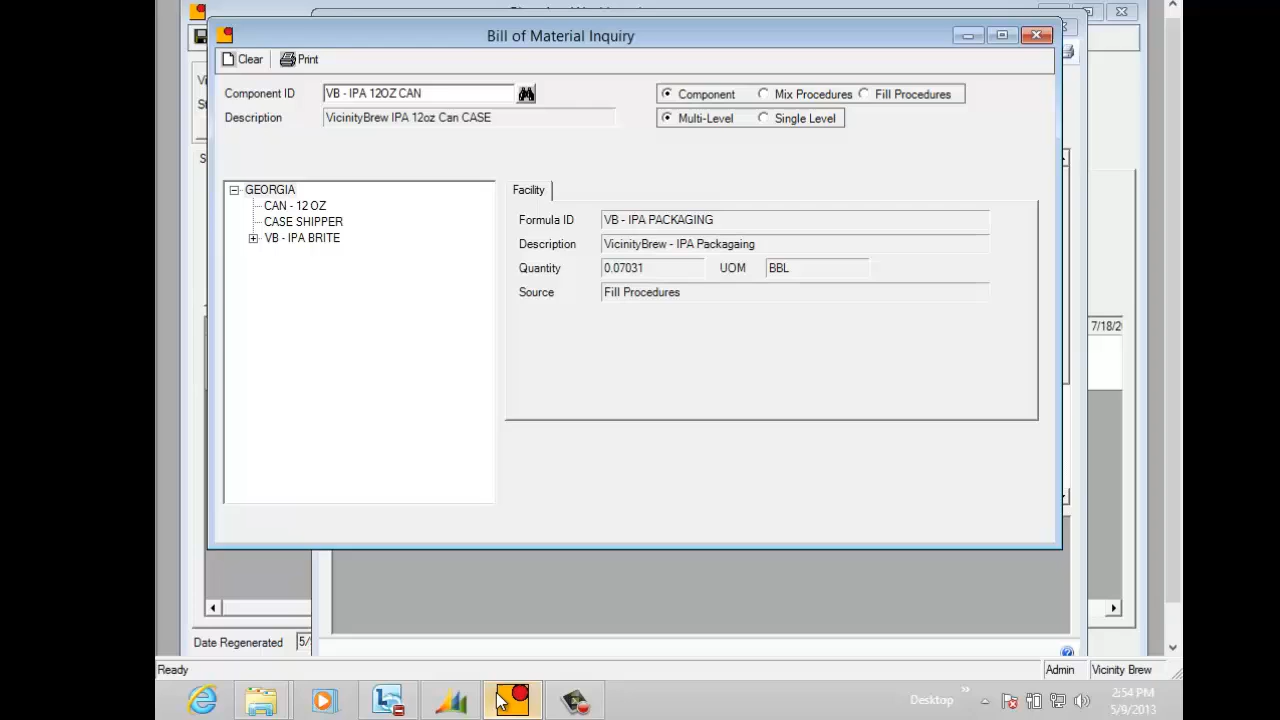 Bill of Material Inquiry
Clear Print
Component ID VB - IPA 12OZ CAN Component Mix Procedures Fill Procedures
Description VicinityBrew IPA 12oz Can CASE Multi-Level Single Level
GEORGIA
CAN - 12 OZ
CASE SHIPPER
VB - IPA BRITE
Facility
Formula ID VB - IPA PACKAGING
Description VicinityBrew - IPA Packagaing
Quantity 0.07031 UOM BBL
Source Fill Procedures
7/18/2
Date Regenerated 5/
Ready Admin Vicinity Brew
Desktop 2:54 PM
5/9/2013